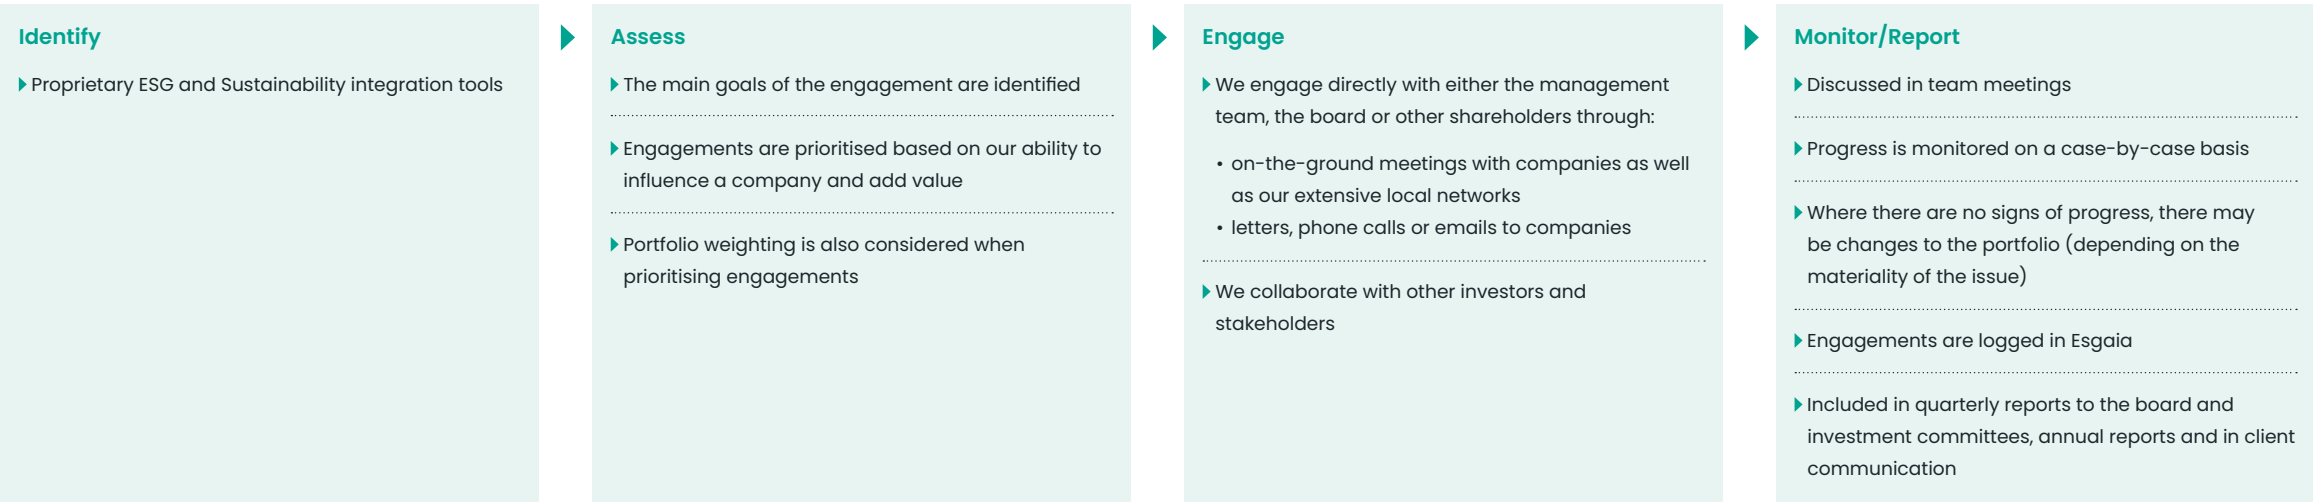 Identify
Proprietary ESG and Sustainability integration tools
Assess
The main goals of the engagement are identified
Engagements are prioritised based on our ability to
influence a company and add value
Portfolio weighting is also considered when
prioritising engagements
Engage
We engage directly with either the management
team, the board or other shareholders through:
• on-the-ground meetings with companies as well
as our extensive local networks
• letters, phone calls or emails to companies
We collaborate with other investors and
stakeholders
Monitor/Report
Discussed in team meetings
Progress is monitored on a case-by-case basis
Where there are no signs of progress, there may
be changes to the portfolio (depending on the
materiality of the issue)
Engagements are logged in Esgaia
Included in quarterly reports to the board and
investment committees, annual reports and in client
communication